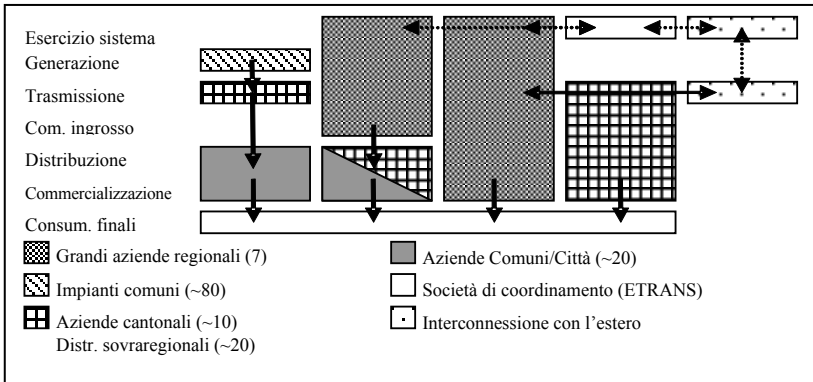 Esercizio sistema
Generazione
Trasmissione
Com. ingrosso
Distribuzione
Commercializzazione
Consum. finali
Grandi aziende regionali (7)
Impianti comuni (~80)
Aziende cantonali (~10)
Distr. sovraregionali (~20)
Aziende Comuni/Città (~20)
Società di coordinamento (ETRANS)
Interconnessione con l'estero